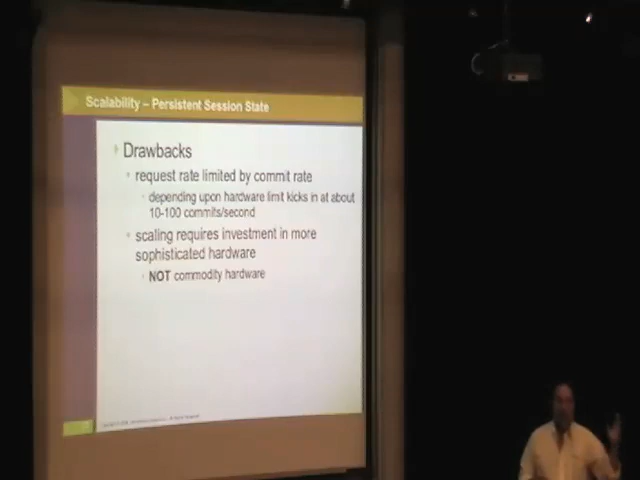 Scalability – Persistent Session State
Drawbacks
request rate limited by commit rate
depending upon hardware limit kicks in at about
10-100 commits/second
scaling requires investment in more
sophisticated hardware
NOT commodity hardware